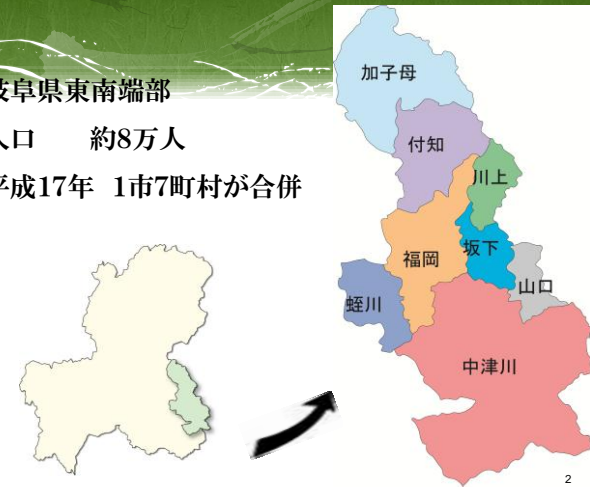 岐阜県東南端部
人口　　約8万人
平成17年　1市7町村が合併
加子母
付知
川上
坂下
福岡
山口
蛭川
中津川
2